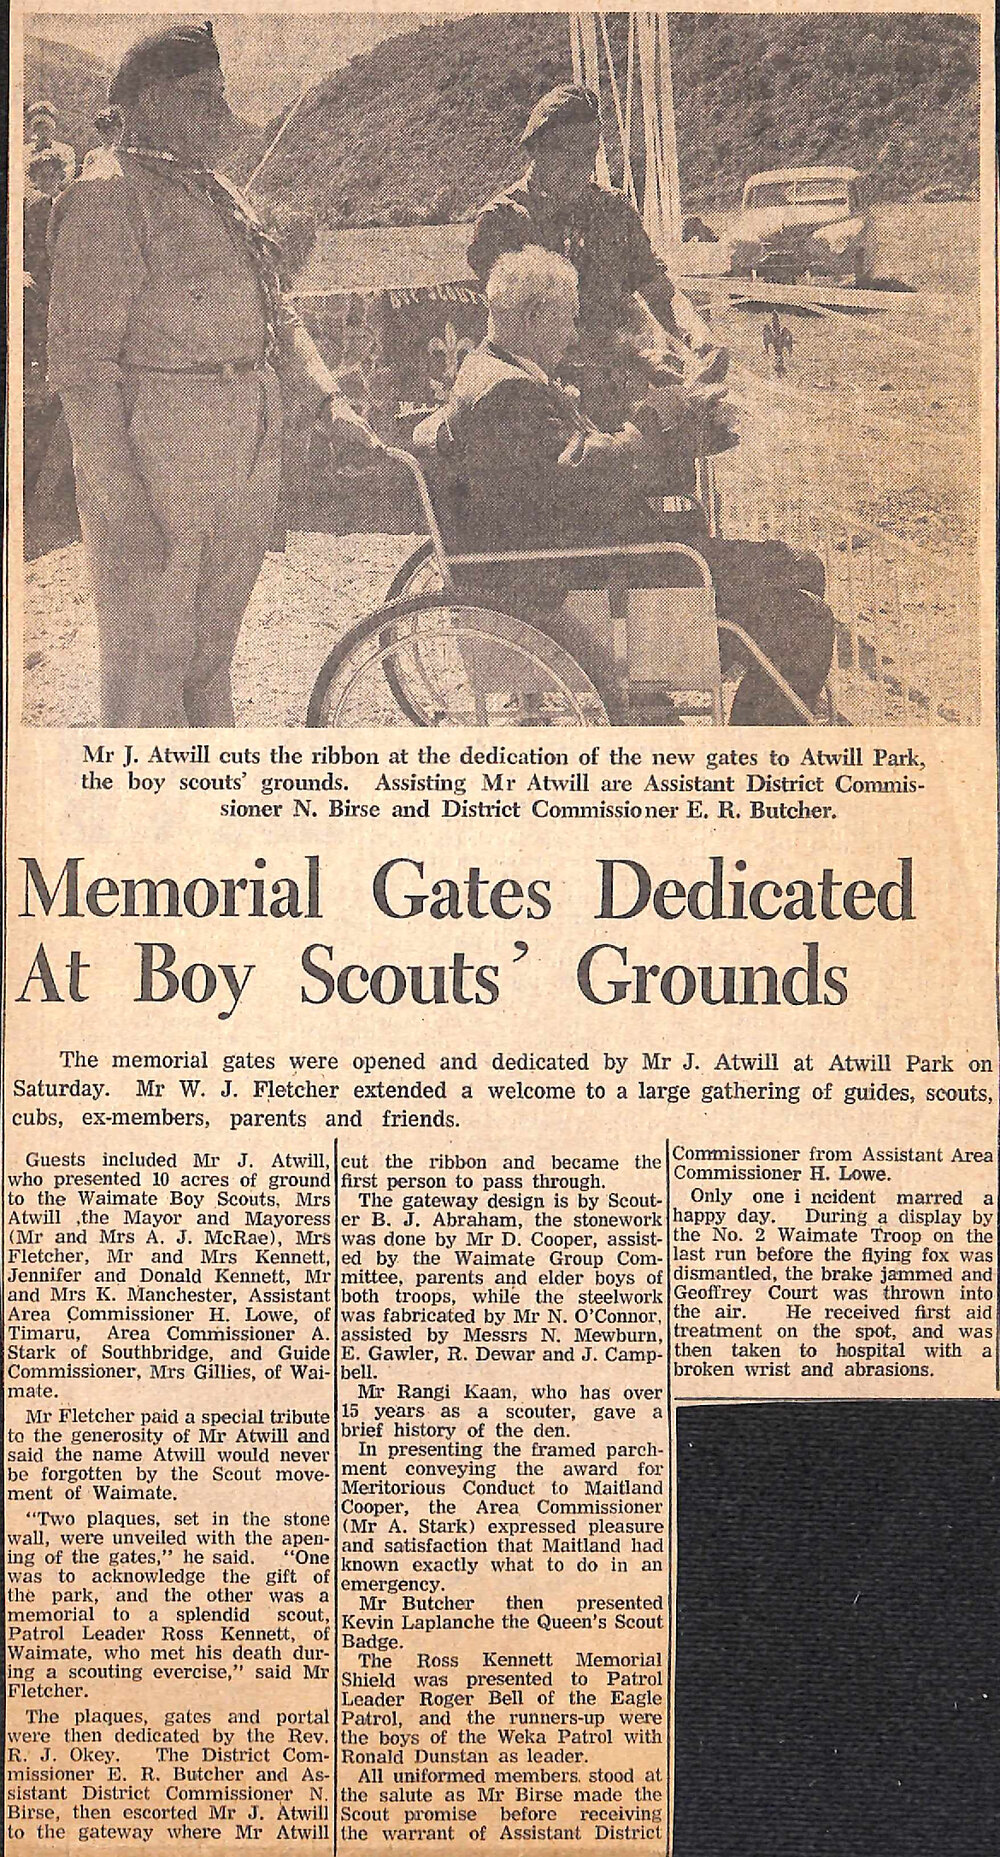 BOY SCOUTS
Mr J. Atwill cuts the ribbon at the dedication of the new gates to Atwill Park,
the boy scouts' grounds. Assisting Mr Atwill are Assistant District Commis-
sioner N. Birse and District Commissioner E. R. Butcher.
Memorial Gates Dedicated
At Boy Scouts' Grounds
The memorial gates were opened and dedicated by Mr J. Atwill at Atwill Park on
Saturday. Mr W. J. Fletcher extended a welcome to a large gathering of guides, scouts,
cubs, ex-members, parents and friends.
Guests included Mr J. Atwill,
who presented 10 acres of ground
to the Waimate Boy Scouts, Mrs
Atwill ,the Mayor and Mayoress
(Mr and Mrs A. J. McRae), Mrs
Fletcher, Mr and Mrs Kennett,
Jennifer and Donald Kennett, Mr
and Mrs K. Manchester, Assistant
Area Commissioner H. Lowe, of
Timaru, Area Commissioner A.
Stark of Southbridge, and Guide
Commissioner, Mrs Gillies, of Wai-
mate.
Mr Fletcher paid a special tribute
to the generosity of Mr Atwill and
said the name Atwill would never
be forgotten by the Scout move-
ment of Waimate.
"Two plaques, set in the stone
wall, were unveiled with the apen-
ing of the gates," he said. "One
was to acknowledge the gift of
the park, and the other was a
memorial to a splendid scout,
Patrol Leader Ross Kennett, of
Waimate, who met his death dur-
ing a scouting evercise," said Mr
Fletcher.
The plaques, gates and portal
were then dedicated by the Rev.
R. J. Okey. The District Com-
missioner E. R. Butcher and As-
sistant District Commissioner N.
Birse, then escorted Mr J. Atwill
to the gateway where Mr Atwill
cut the ribbon and became the
first person to pass through.
The gateway design is by Scout-
er B. J. Abraham, the stonework
was done by Mr D. Cooper, assist-
ed by the Waimate Group Com-
mittee, parents and elder boys of
both troops, while the steelwork
was fabricated by Mr N. O'Connor,
assisted by Messrs N. Mewburn,
E. Gawler, R. Dewar and J. Camp-
bell.
Mr Rangi Kaan, who has over
15 years as a scouter, gave a
brief history of the den.
In presenting the framed parch-
ment conveying the award for
Meritorious Conduct to Maitland
Cooper, the Area Commissioner
(Mr A. Stark) expressed pleasure
and satisfaction that Maitland had
known exactly what to do in an
emergency.
Mr Butcher then presented
Kevin Laplanche the Queen's Scout
Badge.
The Ross Kennett Memorial
Shield was presented to Patrol
Leader Roger Bell of the Eagle
Patrol, and the runners-up were
the boys of the Weka Patrol with
Ronald Dunstan as leader.
All uniformed members stood at
the salute as Mr Birse made the
Scout promise before receiving
the warrant of Assistant District
Commissioner from Assistant Area
Commissioner H. Lowe.
Only one i ncident marred a
happy day. During a display by
the No. 2 Waimate Troop on the
last run before the flying fox was
dismantled, the brake jammed and
Geoffrey Court was thrown into
the air. He received first aid
treatment on the spot, and was
then taken to hospital with a
broken wrist and abrasions.